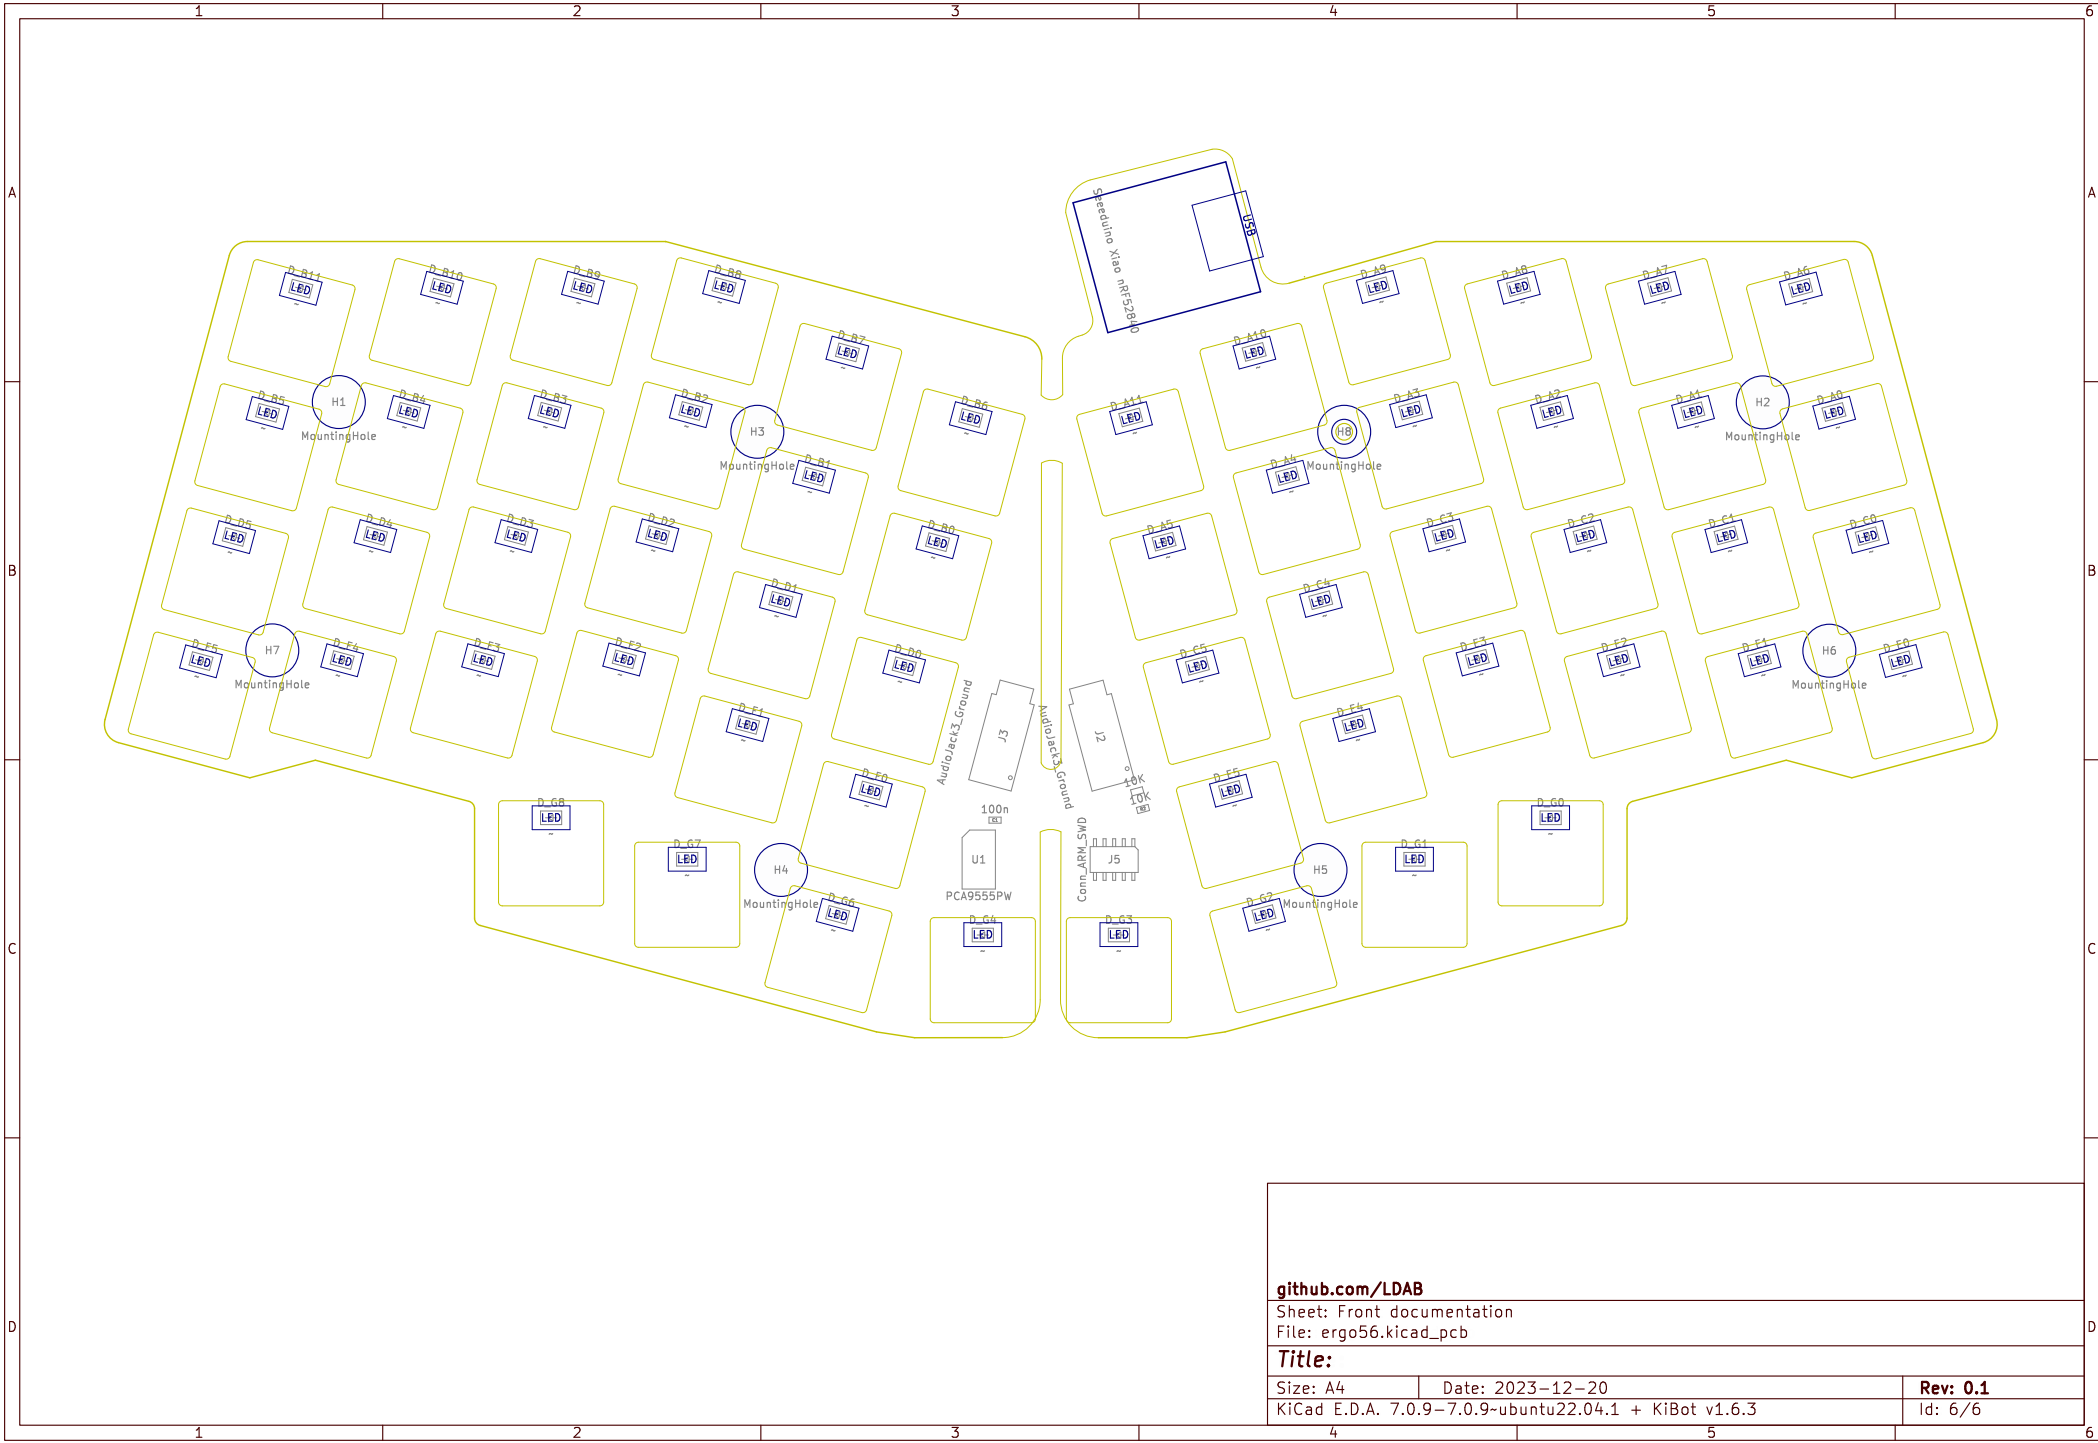 1 2 3 4 5 6
A
Seeeduino Xiao nRF52840
USB
D_B11 D_B10 D_B9 D_B8 D_A9 D_A8 D_A7 D_A6
LED LED LED LED LED LED LED LED
~ ~ ~ ~ ~ ~ ~ ~
D_B7 D_A10
LED LED
~ ~
D_B5 H1 D_B4 D_B3 D_B2 D_B6 D_A11 D_A3 D_A2 D_A1 H2 D_A0
LED LED LED LED LED LED LED LED LED LED
~ ~ ~ ~ ~ ~ ~ ~ ~ ~
MountingHole MountingHole
H3 H8
MountingHole MountingHole
D_B1 D_A4
LED LED
~ ~
D_D5 D_D4 D_D3 D_D2 D_B0 D_A5 D_C3 D_C2 D_C1 D_C0
LED LED LED LED LED LED LED LED LED LED
~ ~ ~ ~ ~ ~ ~ ~ ~ ~
B B
D_D1 D_C4
LED LED
~ ~
H7 H6
D_F4 D_F3 D_F2 D_D0 D_C5 D_F3 D_F2
LED LED LED LED LED LED LED LED LED LED
~ ~ ~ ~ ~ ~ ~ ~ ~ ~
MountingHole MountingHole
AudioJack3_Ground J3 AudioJack3_Ground J2
LED LED
~ ~
LED LED
~ ~
10K
10K
100n
D_G8 D_G0
LED LED
~ ~
D_G7 D_G1
LED LED
~ ~
H4 U1 Conn_ARM_SWD J5 H5
PCA9555PW
MountingHole MountingHole
D_G6 D_G4 D_G3 D_G2
LED LED LED LED
~ ~ ~ ~
C C
D D
github.com/LDAB
Sheet: Front documentation
File: ergo56.kicad_pcb
Title:
Size: A4 Date: 2023-12-20 Rev: 0.1
KiCad E.D.A. 7.0.9-7.0.9~ubuntu22.04.1 + KiBot v1.6.3 Id: 6/6
1 2 3 4 5 6